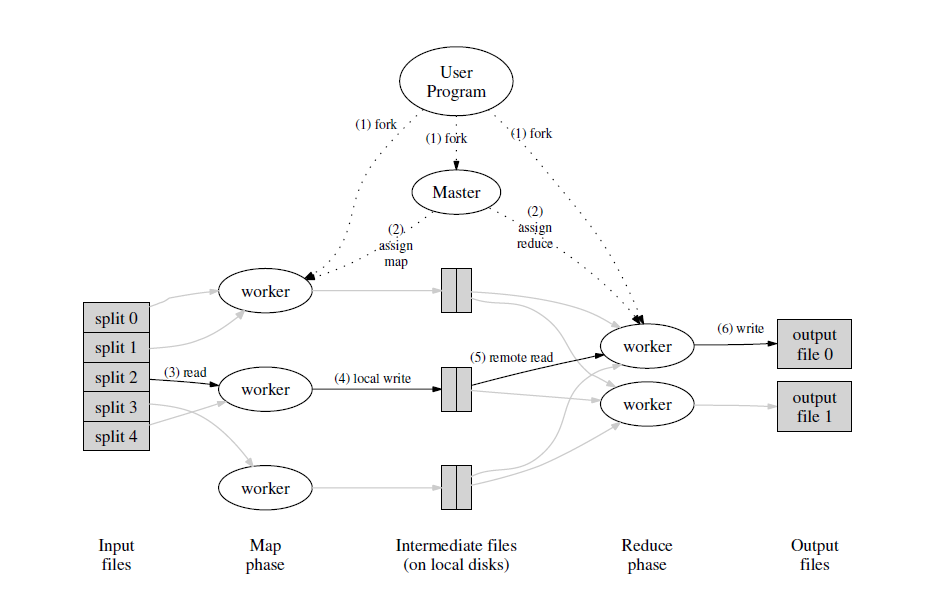 User
Program
(1) fork
(1) fork
(1) fork
Master
(2)
assign
map
(2)
assign
reduce
worker
split 0
split 1
split 2
split 3
split 4
(3) read
worker
(4) local write
worker
(5) remote read
worker
worker
(6) write
output
file 0
output
file 1
Input
files
Map
phase
Intermediate files
(on local disks)
Reduce
phase
Output
files